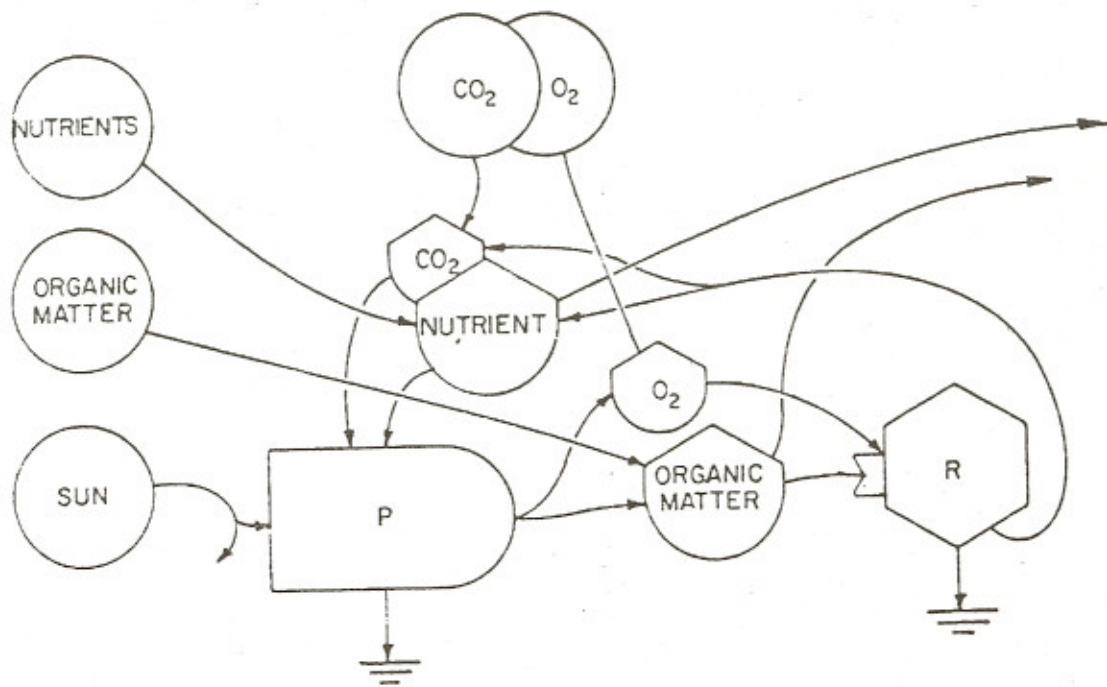 CO2
O2
NUTRIENTS
CO2
ORGANIC
MATTER
NUTRIENT
O2
SUN
P
ORGANIC
MATTER
R